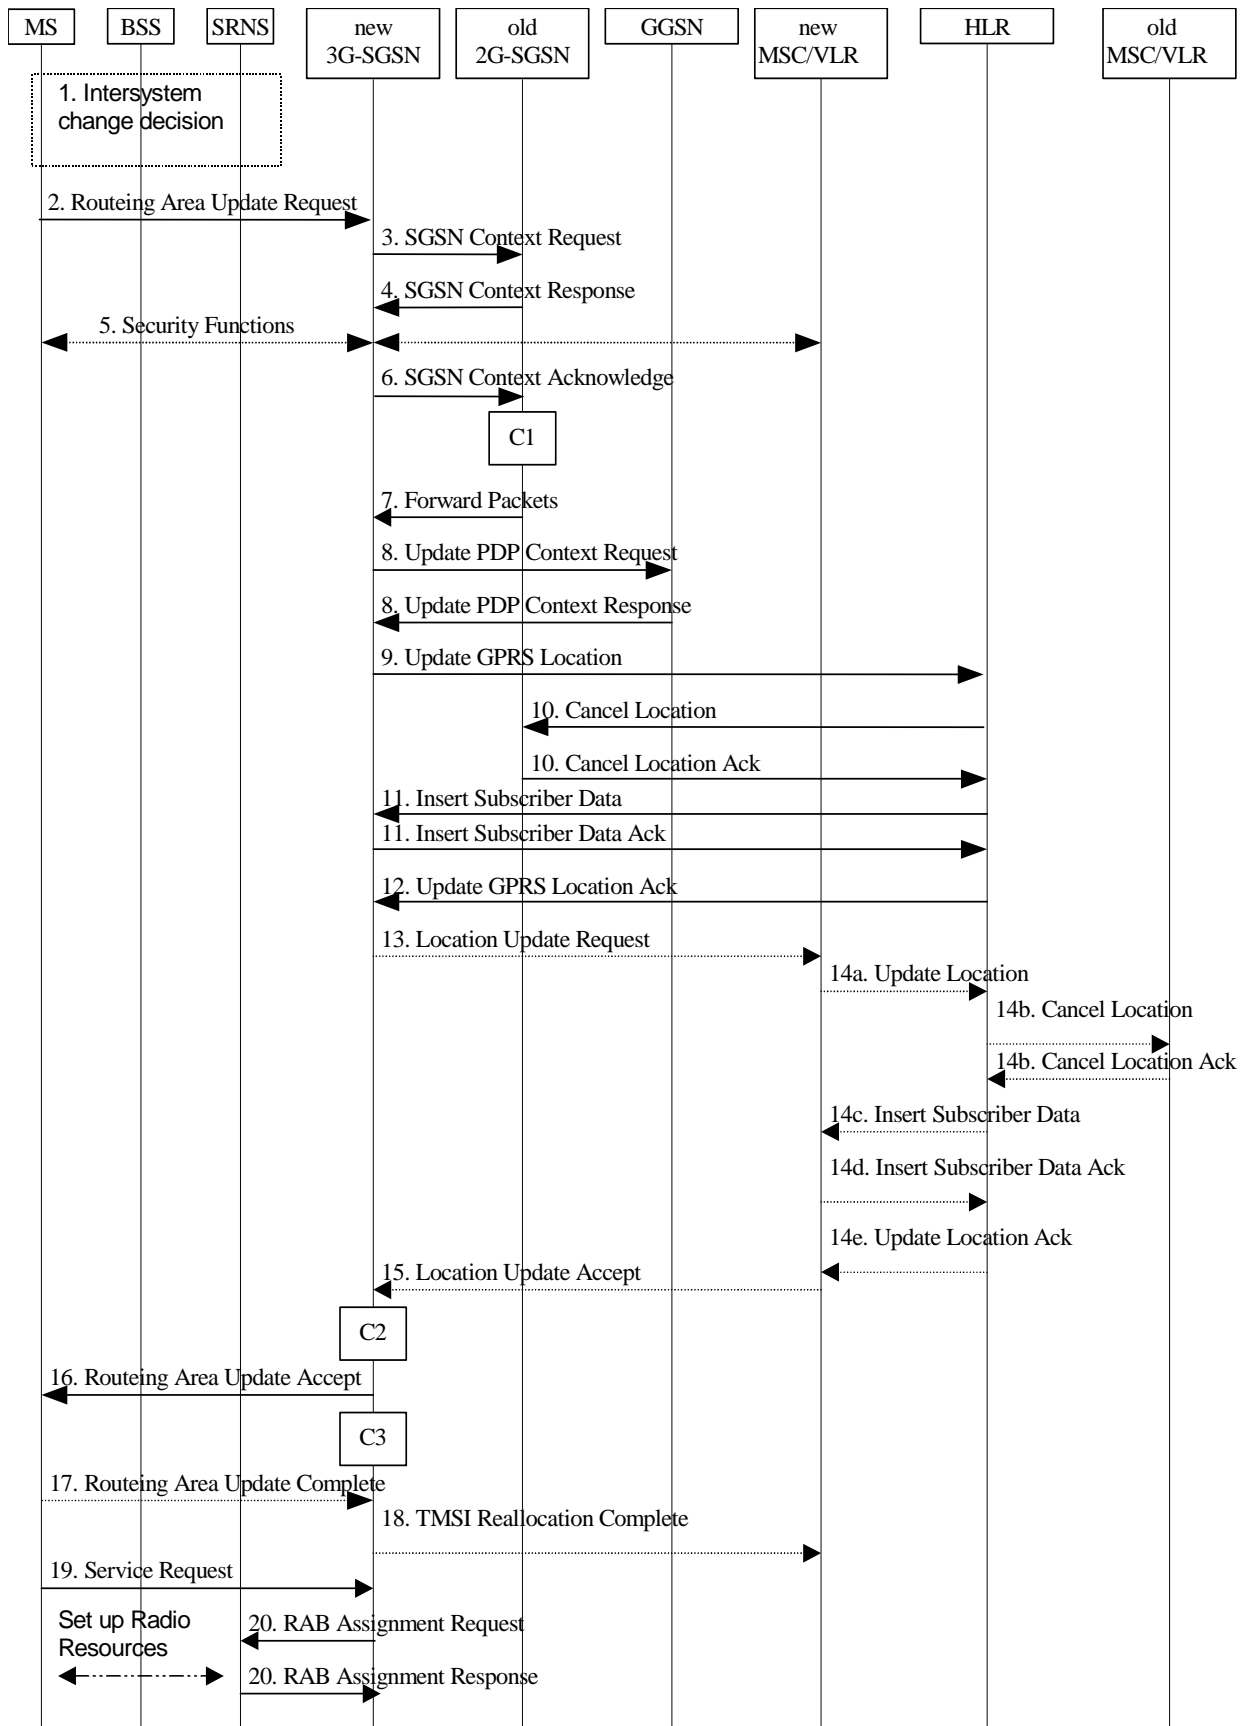 MS
BSS
SRNS
new
3G-SGSN
old
2G-SGSN
GGSN
new
MSC/VLR
HLR
old
MSC/VLR
1. Intersystem
change decision
2. Routeing Area Update Request
3. SGSN Context Request
4. SGSN Context Response
5. Security Functions
6. SGSN Context Acknowledge
C1
7. Forward Packets
8. Update PDP Context Request
8. Update PDP Context Response
9. Update GPRS Location
10. Cancel Location
10. Cancel Location Ack
11. Insert Subscriber Data
11. Insert Subscriber Data Ack
12. Update GPRS Location Ack
13. Location Update Request
14a. Update Location
14b. Cancel Location
14b. Cancel Location Ack
14c. Insert Subscriber Data
14d. Insert Subscriber Data Ack
14e. Update Location Ack
15. Location Update Accept
C2
16. Routeing Area Update Accept
C3
17. Routeing Area Update Complete
18. TMSI Reallocation Complete
19. Service Request
Set up Radio
Resources
20. RAB Assignment Request
20. RAB Assignment Response